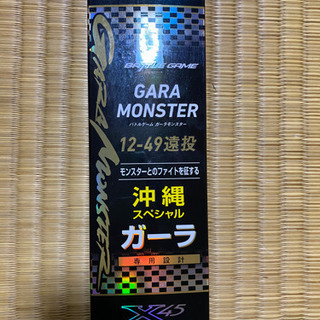 BATTLE GAME
GARA
MONSTER
バトルゲーム ガーラモンスター
12-49遠投
モンスターとのファイトを征する
沖縄
スペシャル
ガーラ
専用設計
X45
GARA MONSTER